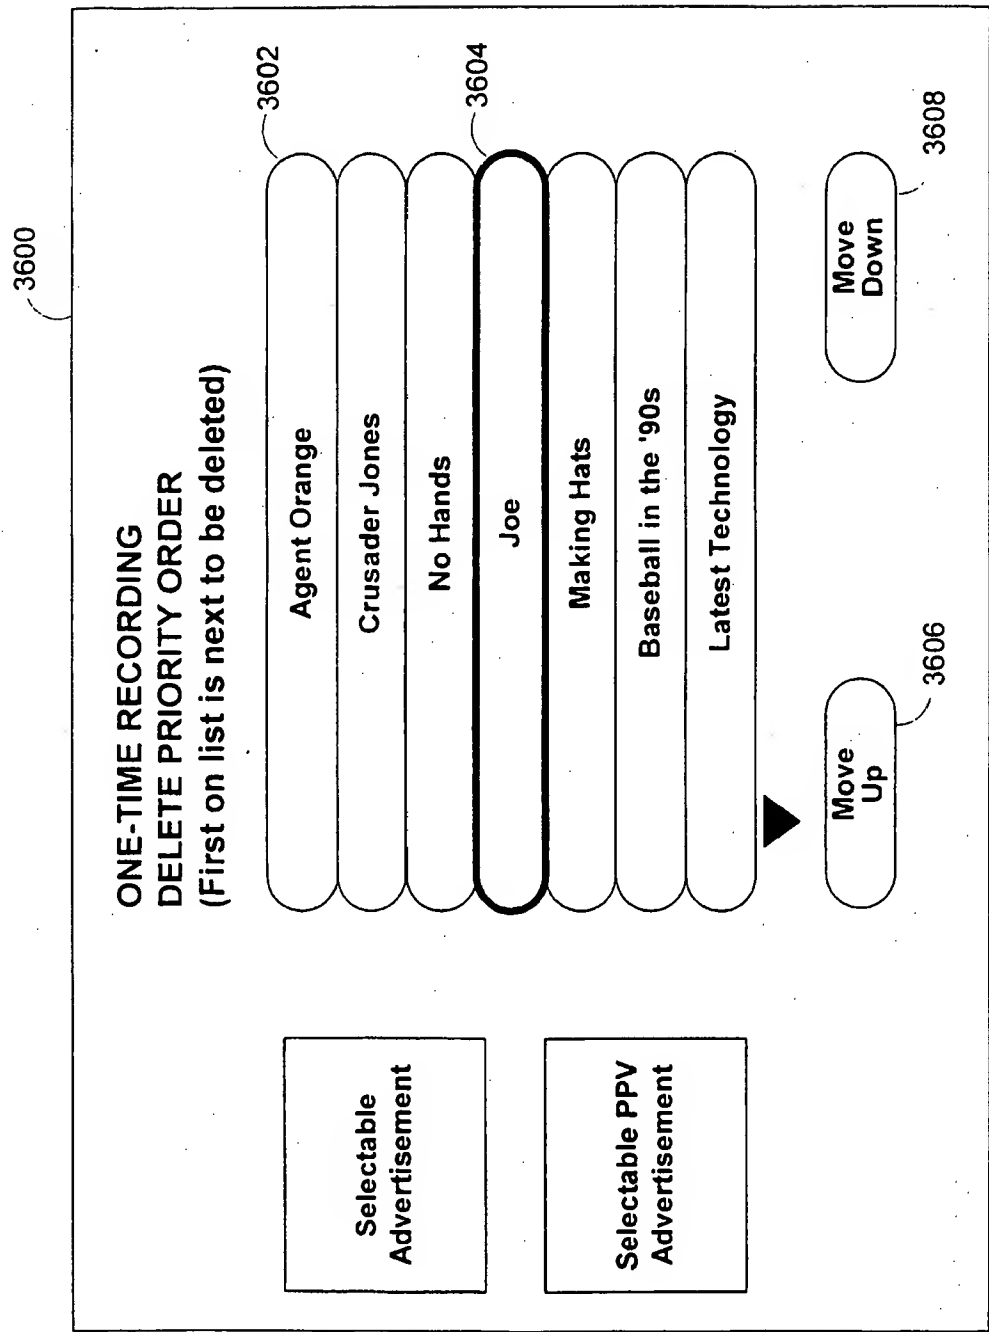 3600
ONE-TIME RECORDING
DELETE PRIORITY ORDER
(First on list is next to be deleted)
Selectable
Advertisement
Selectable PPV
Advertisement
3602
Agent Orange
Crusader Jones
No Hands
3604
Joe
Making Hats
Baseball in the '90s
Latest Technology
Move
Up
3606
Move
Down
3608